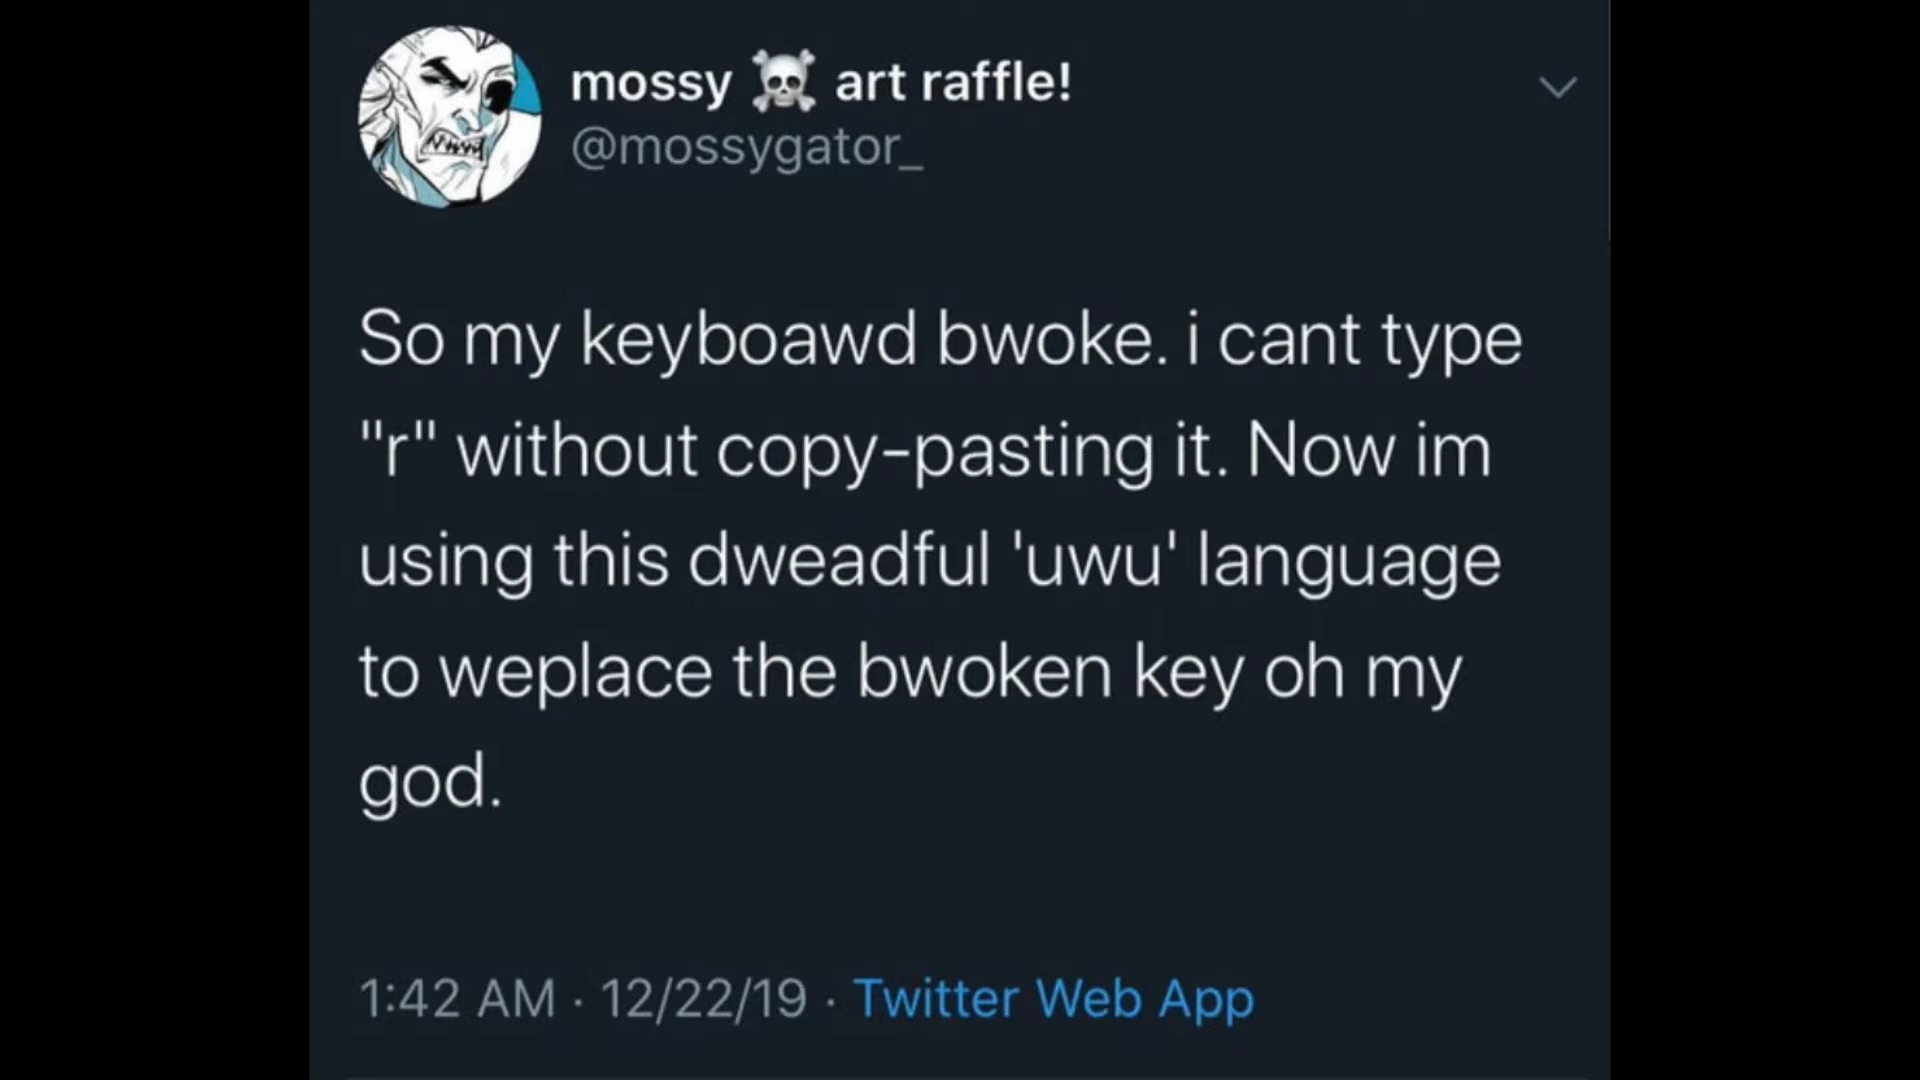 mossy ☠️ art raffle!
@mossygator_
So my keyboawd bwoke. i cant type
"r" without copy-pasting it. Now im
using this dweadful 'uwu' language
to weplace the bwoken key oh my
god.
1:42 AM · 12/22/19 · Twitter Web App